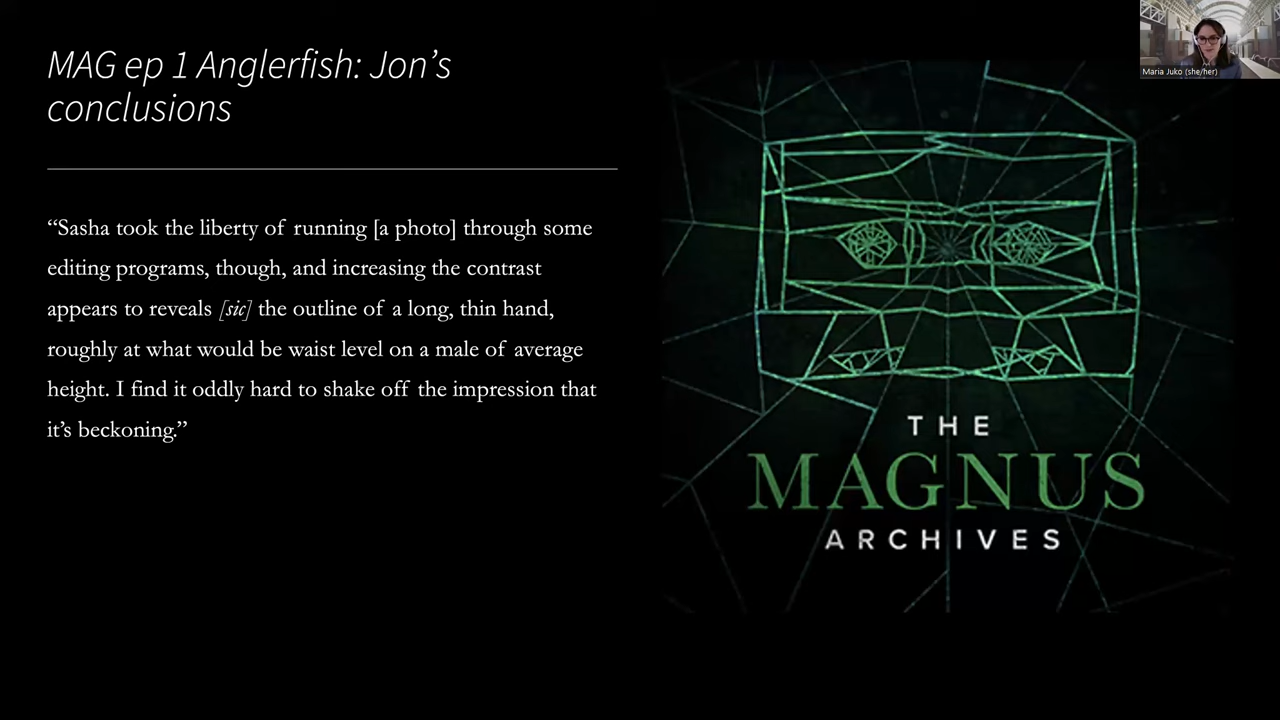 MAG ep 1 Anglerfish: Jon’s
conclusions
“Sasha took the liberty of running [a photo] through some
editing programs, though, and increasing the contrast
appears to reveals [sic] the outline of a long, thin hand,
roughly at what would be waist level on a male of average
height. I find it oddly hard to shake off the impression that
it’s beckoning.”
THE
MAGNUS
ARCHIVES
Maria Juko (she/her)